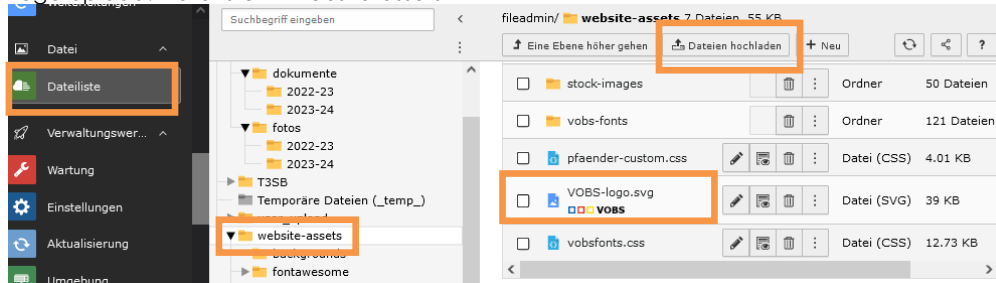 Weiterleitungen
Datei
Dateiliste
Verwaltungswer...
Wartung
Einstellungen
Aktualisierung
Umgebung
Suchbegriff eingeben
dokumente
2022-23
2023-24
fotos
2022-23
2023-24
T3SB
Temporäre Dateien (_temp_)
website-assets
backgrounds
fontawesome
fileadmin/ website-assets 7 Dateien, 55 KB
Eine Ebene höher gehen Dateien hochladen + Neu ?
stock-images Ordner 50 Dateien
vobs-fonts Ordner 121 Dateien
pfaender-custom.css Datei (CSS) 4.01 KB
VOBS-logo.svg Datei (SVG) 39 KB
VOBS
vobsfonts.css Datei (CSS) 12.73 KB